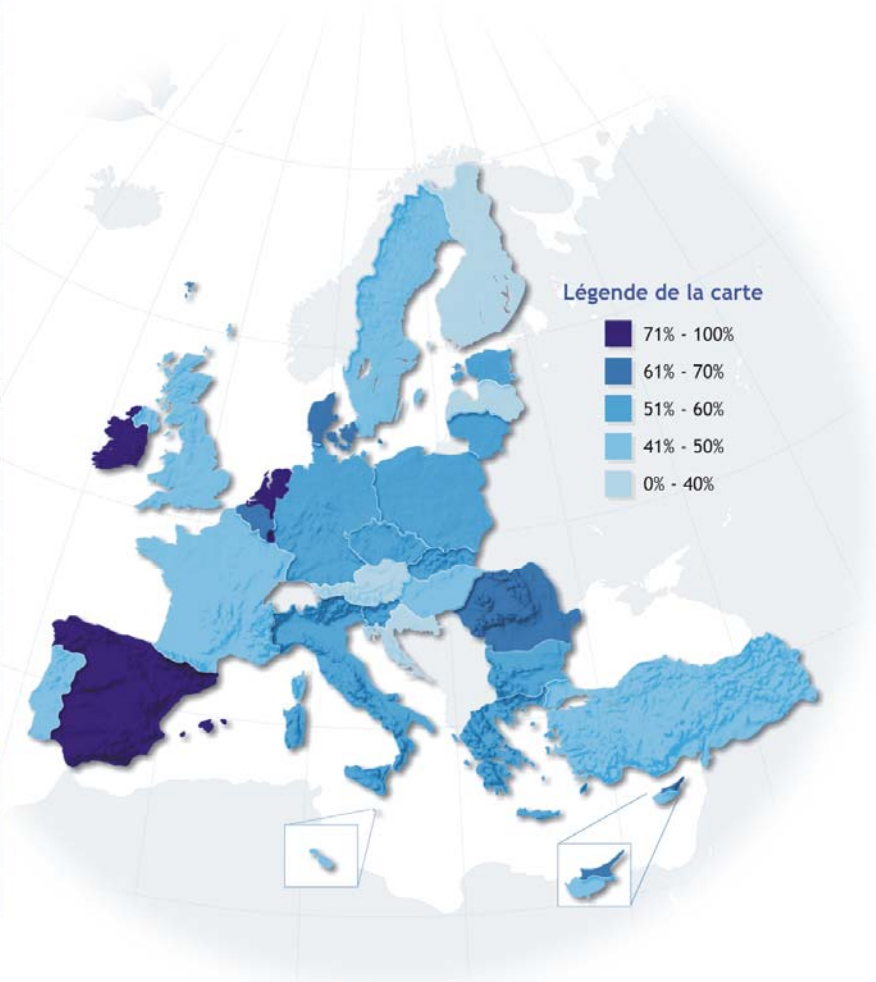 Légende de la carte
71% - 100%
61% - 70%
51% - 60%
41% - 50%
0% - 40%